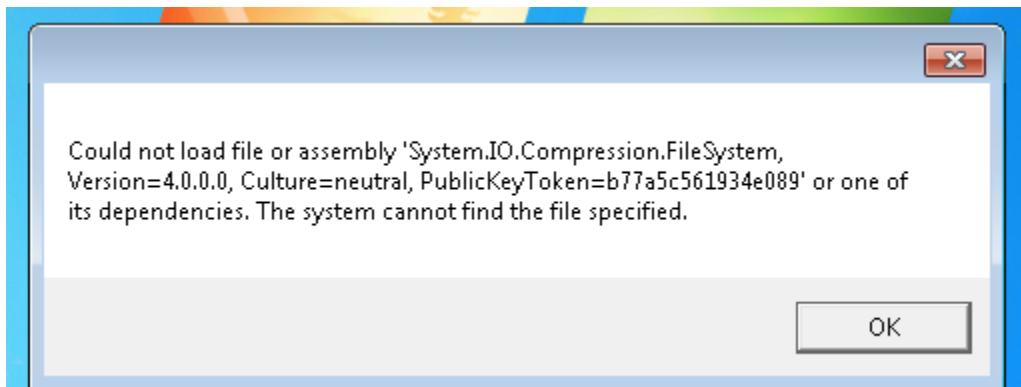 Could not load file or assembly 'System.IO.Compression.FileSystem,
Version=4.0.0.0, Culture=neutral, PublicKeyToken=b77a5c561934e089' or one of
its dependencies. The system cannot find the file specified.
OK